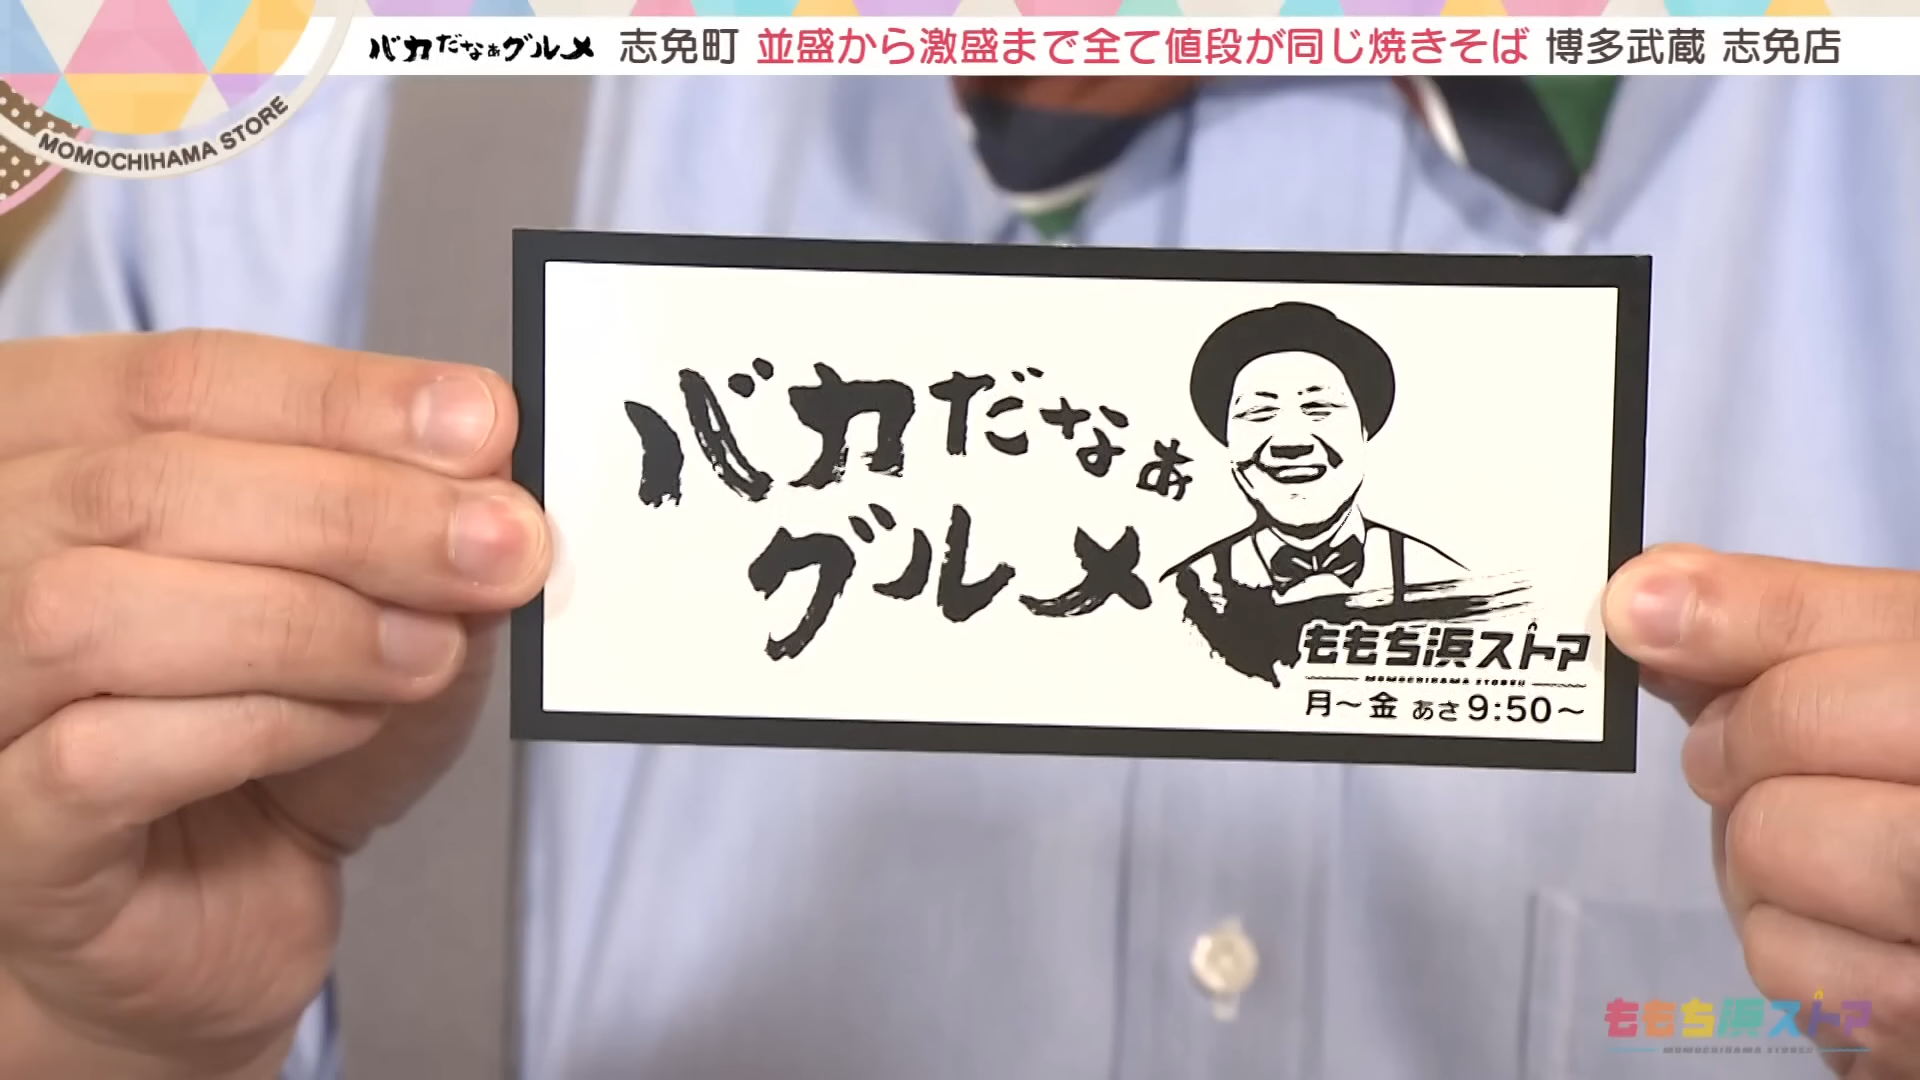 バカだなぁグルメ 志免町 並盛から激盛まで全て値段が同じ焼きそば 博多武蔵 志免店
MOMOCHIHAMA STORE
バカだなぁ
グルメ
ももち浜ストア
MOMOCHIHAMA STORE
月～金 あさ9:50～
ももち浜ストア
MOMOCHIHAMA STORE